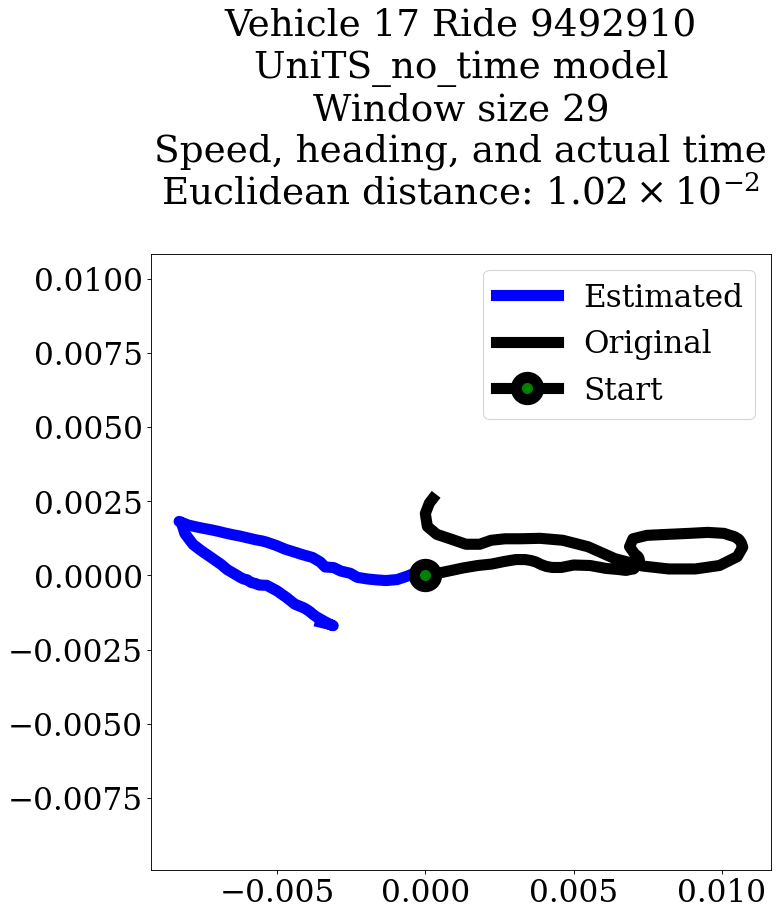 Vehicle 17 Ride 9492910
UniTS_no_time model
Window size 29
Speed, heading, and actual time
Euclidean distance: 1.02 × 10⁻²
0.0100
0.0075
0.0050
0.0025
0.0000
−0.0025
−0.0050
−0.0075
Estimated
Original
Start
−0.005 0.000 0.005 0.010